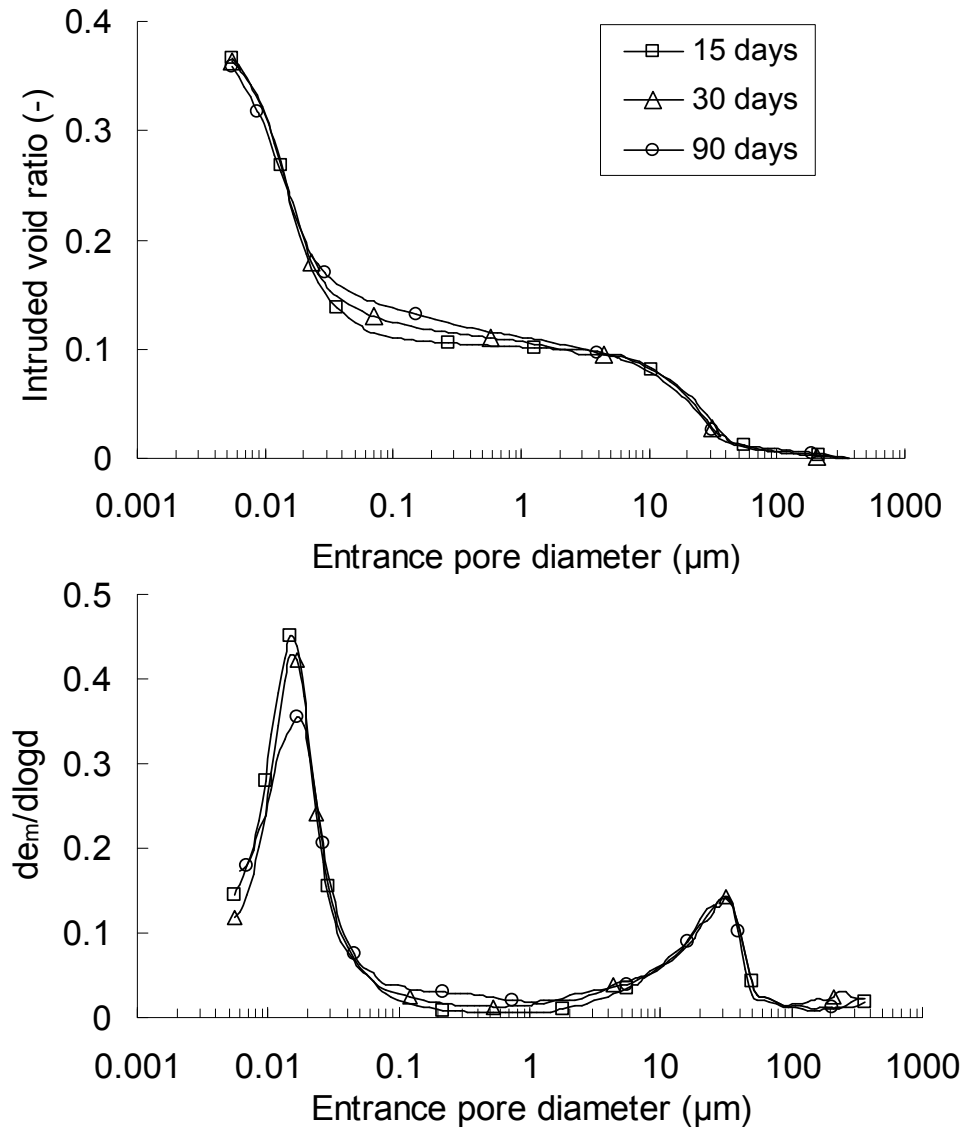 0.4
0.3
0.2
0.1
0
Intruded void ratio (-)
15 days
30 days
90 days
0.001 0.01 0.1 1 10 100 1000
Entrance pore diameter (μm)
0.5
0.4
0.3
0.2
0.1
0
dem/dlogd
0.001 0.01 0.1 1 10 100 1000
Entrance pore diameter (μm)